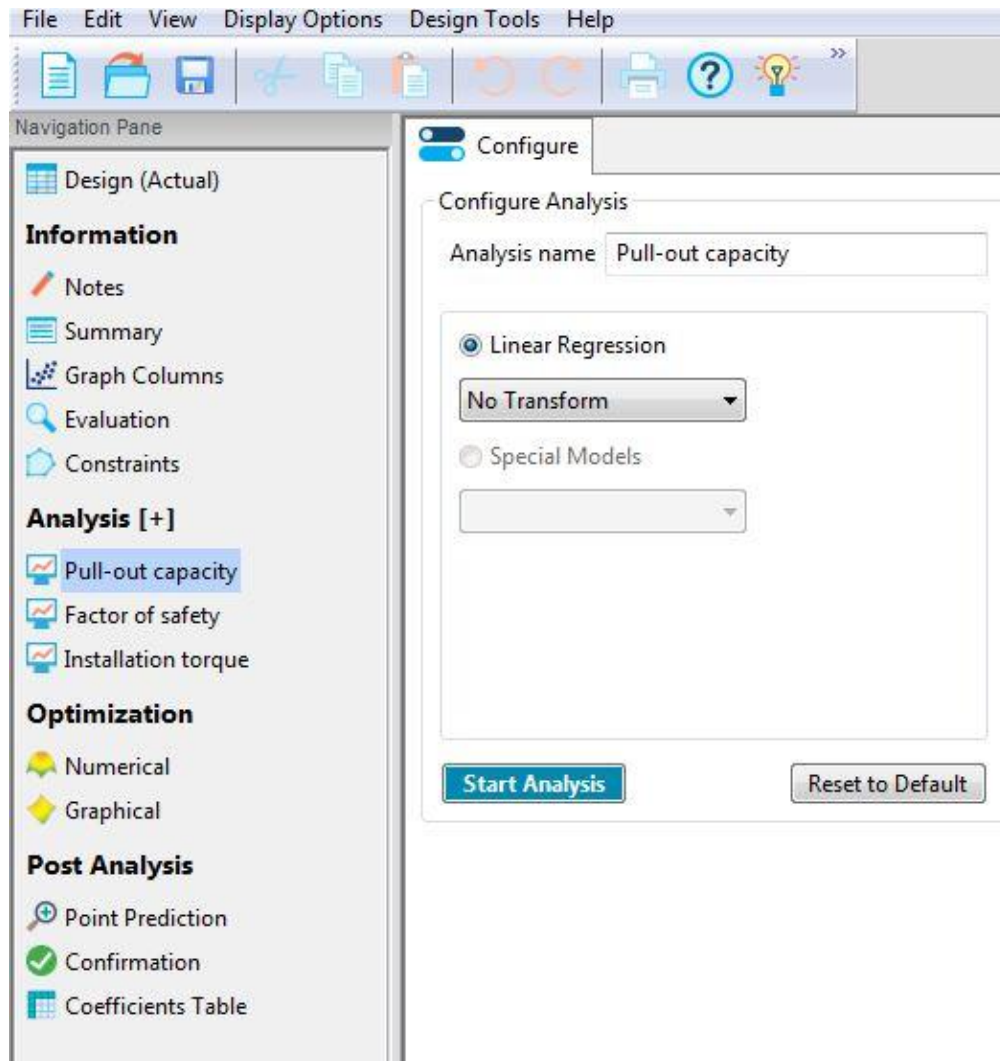 File Edit View Display Options Design Tools Help
?
»
Navigation Pane
Design (Actual)
Information
Notes
Summary
Graph Columns
Evaluation
Constraints
Analysis [+]
Pull-out capacity
Factor of safety
Installation torque
Optimization
Numerical
Graphical
Post Analysis
Point Prediction
Confirmation
Coefficients Table
Configure
Configure Analysis
Analysis name Pull-out capacity
Linear Regression
No Transform
Special Models
Start Analysis Reset to Default